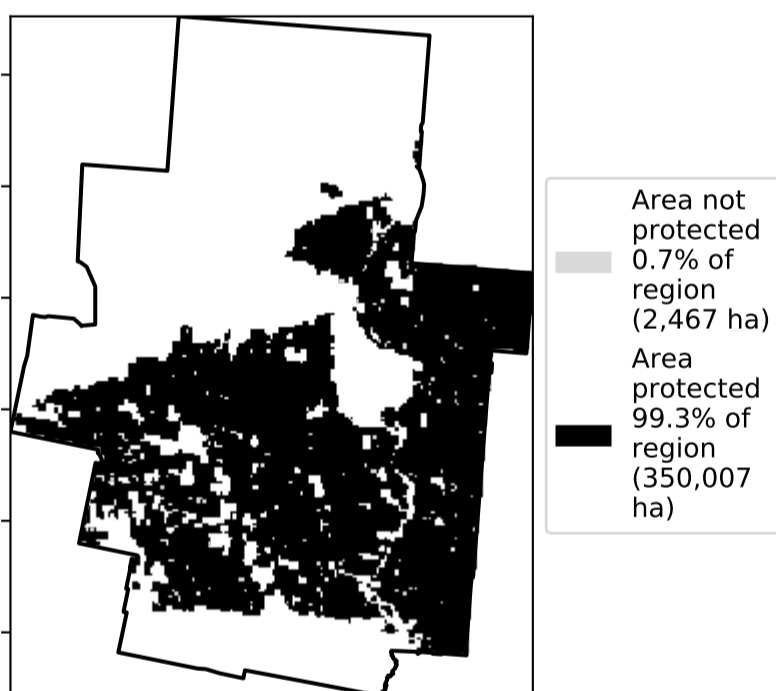 Area not
protected
0.7% of
region
(2,467 ha)
Area
protected
99.3% of
region
(350,007
ha)